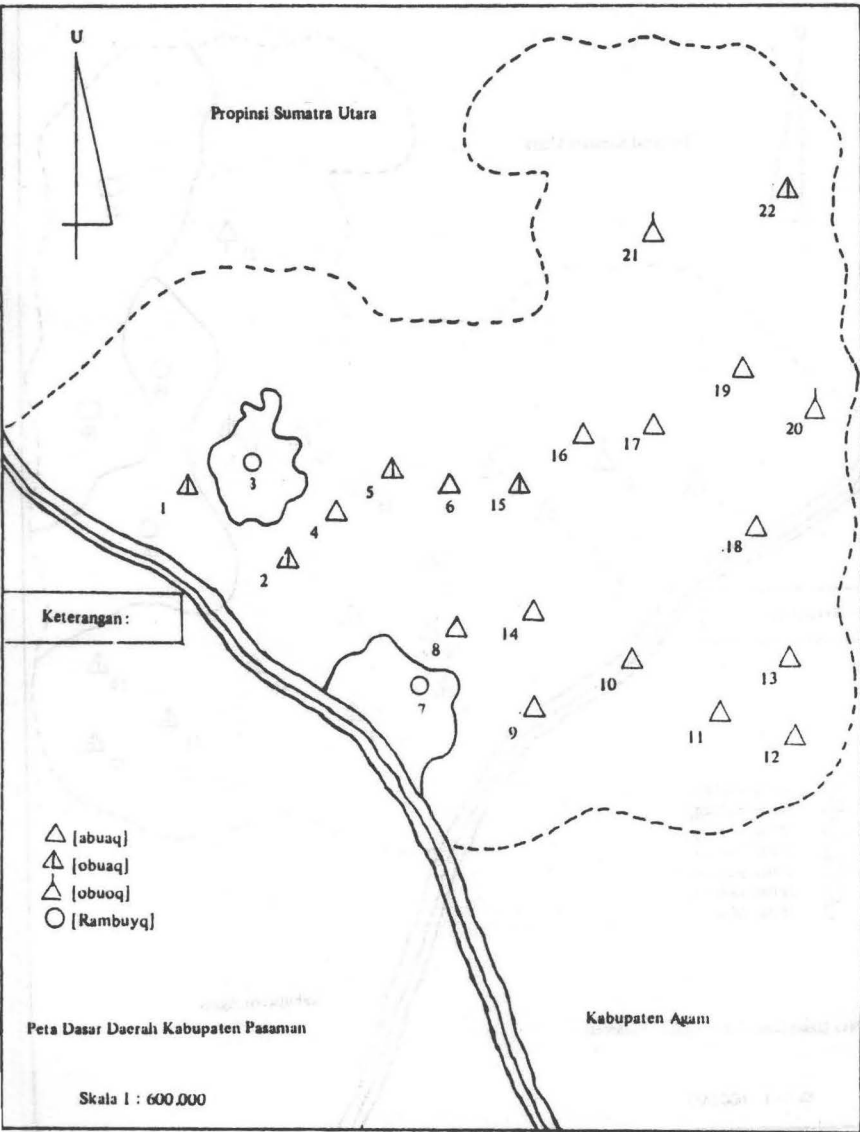 U
Propinsi Sumatra Utara
22
21
19
20
16
17
3
5
1
6
15
4
18
2
Keterangan :
14
8
10
13
7
9
11
12
[abuaq]
[obuaq]
[obuoq]
[Rambuyq]
Peta Dasar Daerah Kabupaten Pasaman
Kabupaten Agam
Skala 1 : 600.000